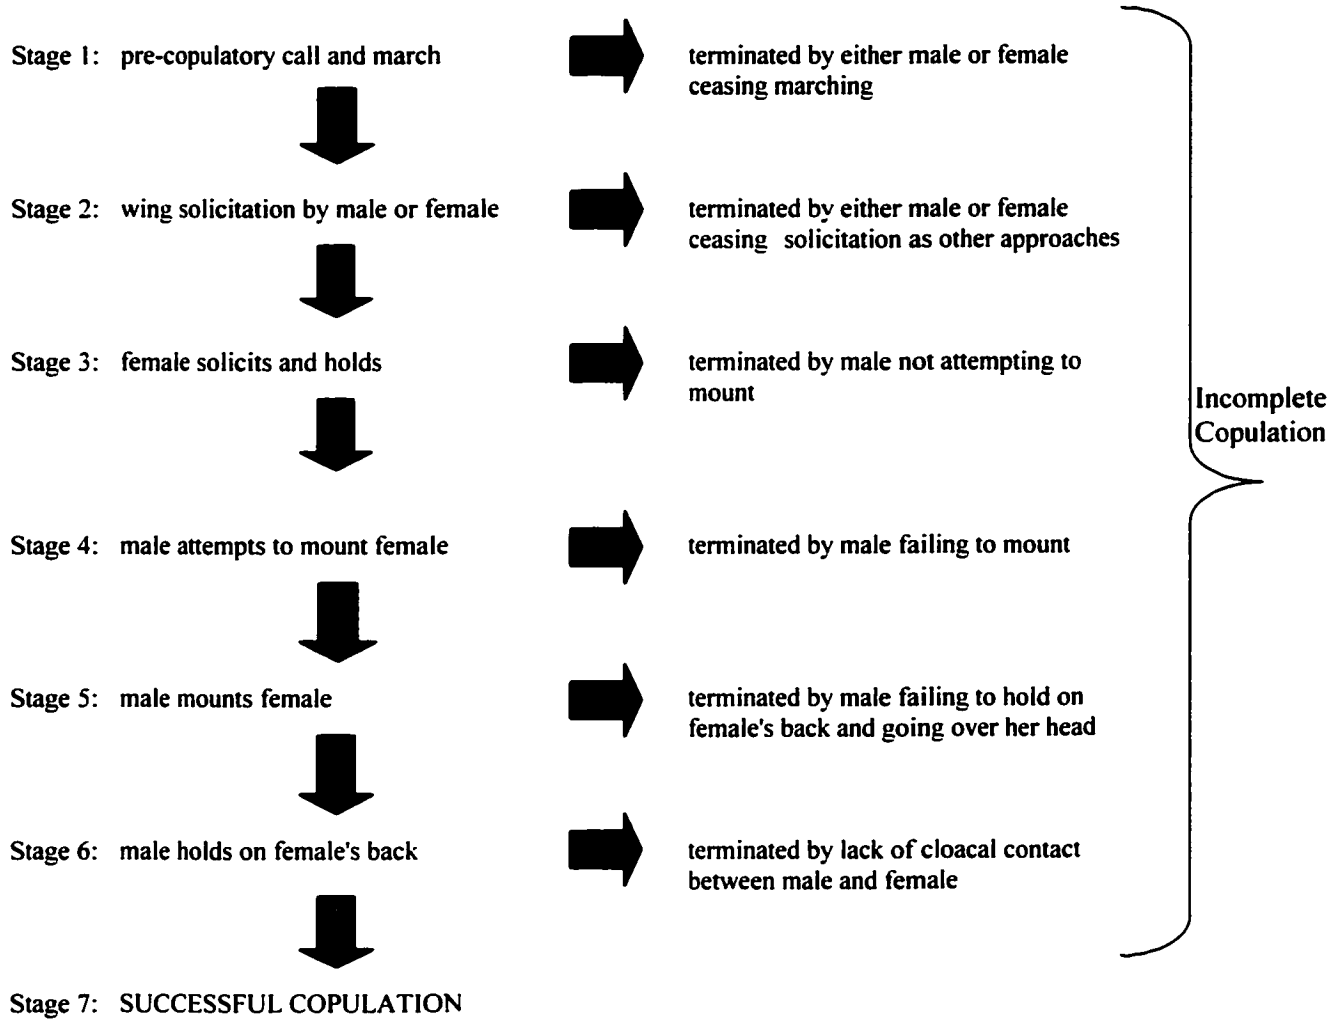 Stage 1: pre-copulatory call and march
terminated by either male or female
ceasing marching
Stage 2: wing solicitation by male or female
terminated by either male or female
ceasing solicitation as other approaches
Stage 3: female solicits and holds
terminated by male not attempting to
mount
Stage 4: male attempts to mount female
terminated by male failing to mount
Stage 5: male mounts female
terminated by male failing to hold on
female's back and going over her head
Stage 6: male holds on female's back
terminated by lack of cloacal contact
between male and female
Stage 7: SUCCESSFUL COPULATION
Incomplete
Copulation